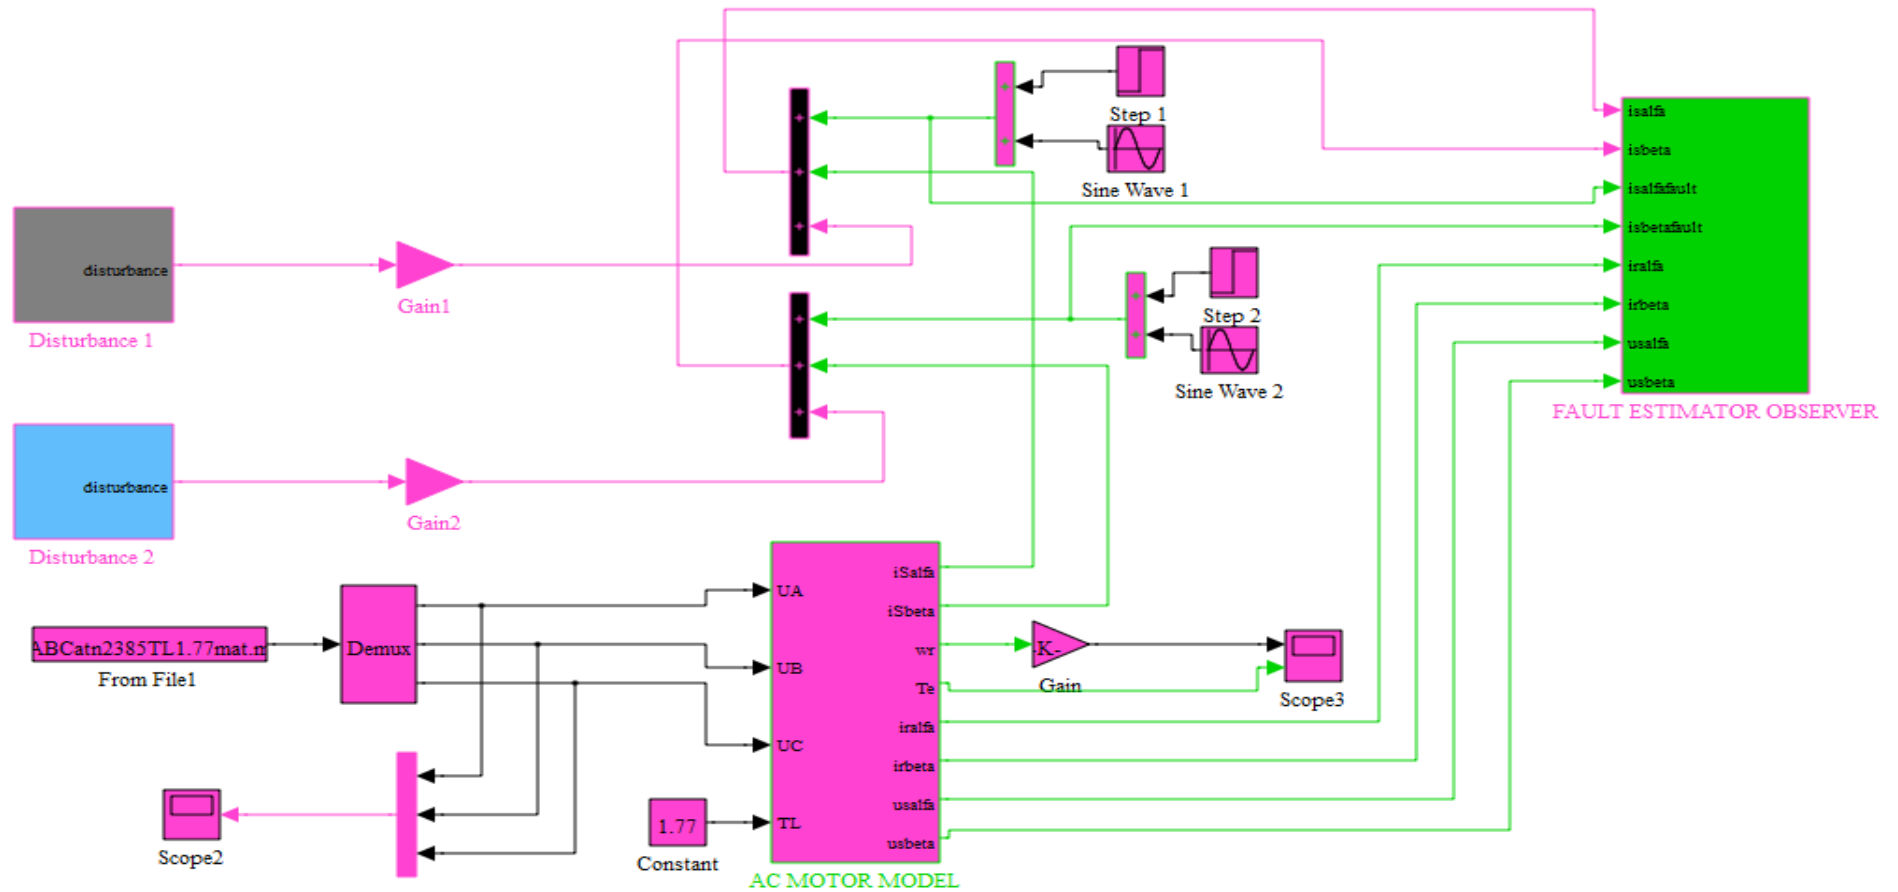 Step 1
Sine Wave 1
isalfa
isbeta
isalfafault
isbetafault
iralfa
irbeta
usalfa
usbeta
FAULT ESTIMATOR OBSERVER
disturbance
Disturbance 1
Gain1
Step 2
Sine Wave 2
disturbance
Disturbance 2
Gain2
ABCatn2385TL1.77mat.m
From File1
Demux
Scope2
1.77
Constant
UA
UB
UC
TL
iSalfa
iSbeta
wr
Te
iralfa
irbeta
usalfa
usbeta
AC MOTOR MODEL
-K-
Gain
Scope3